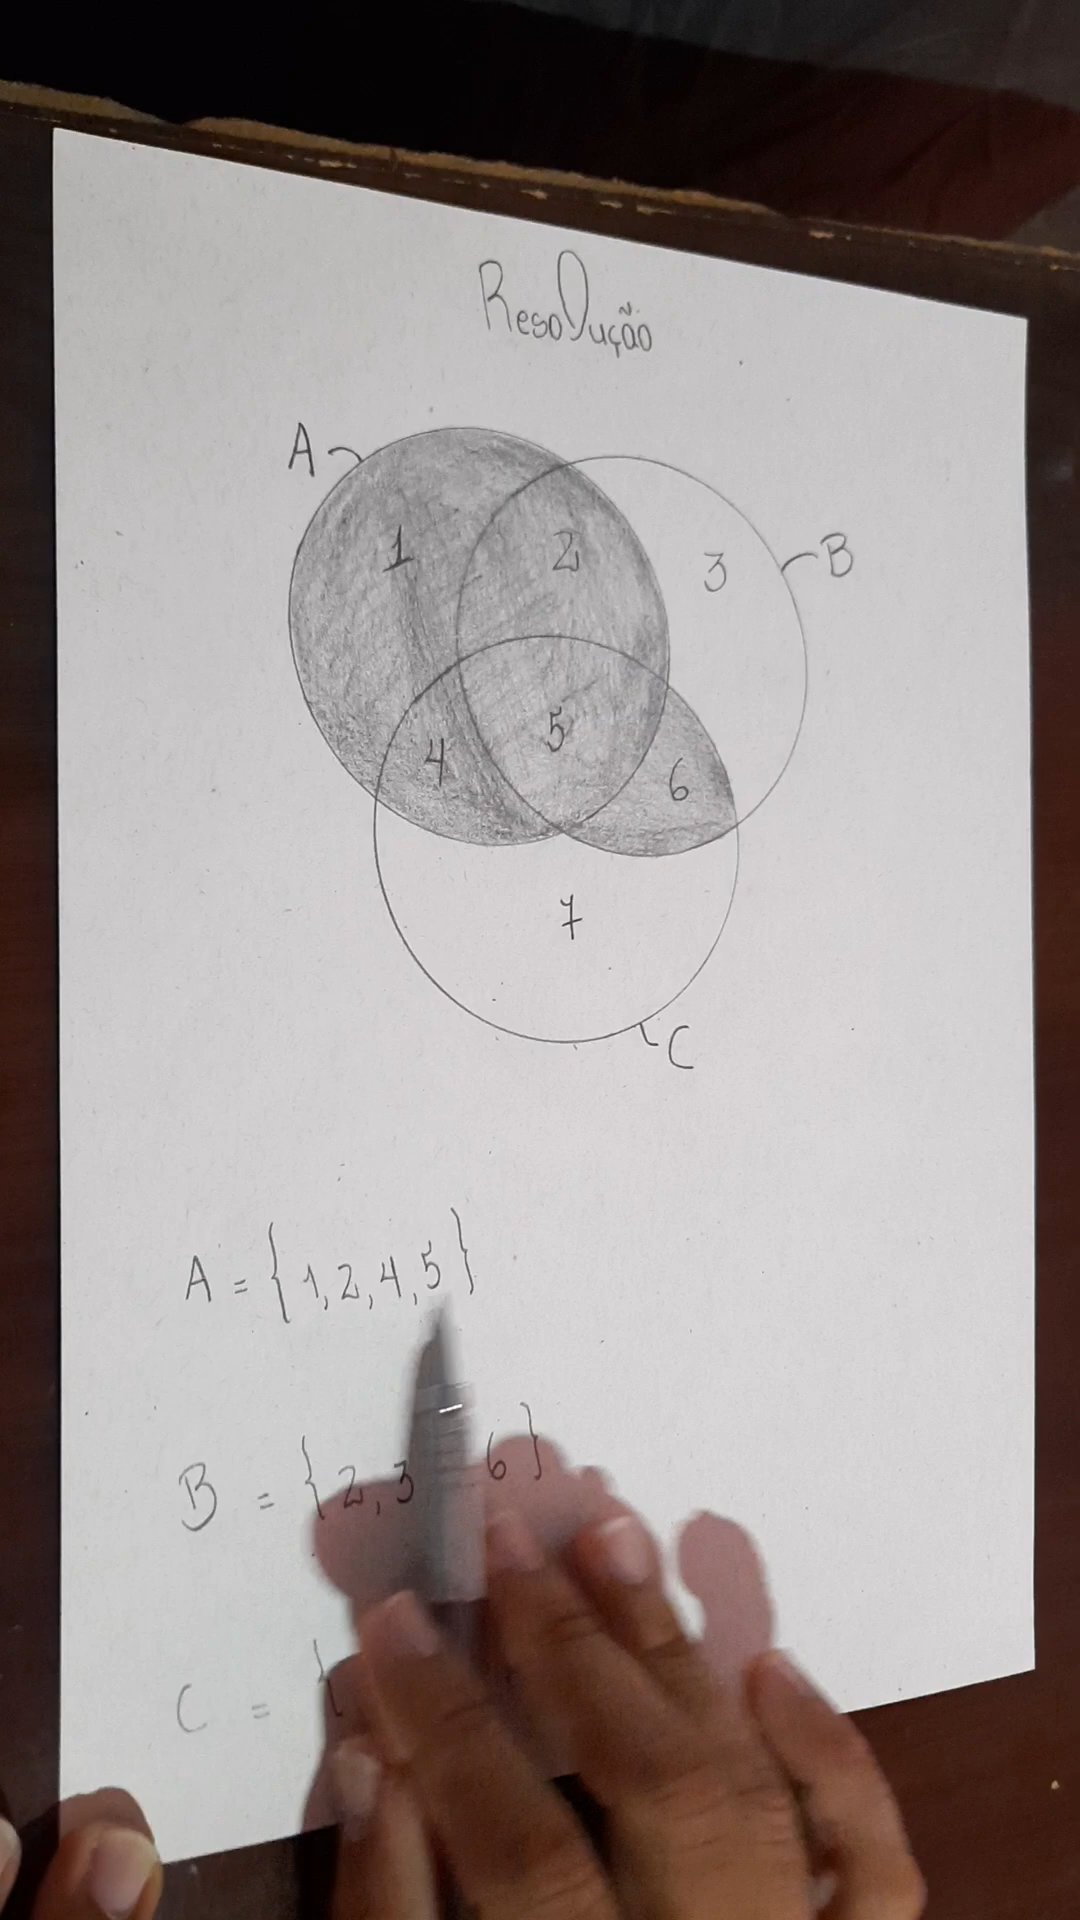 Resolução
A
1 2 3 B
4 5 6
7
C
A = {1, 2, 4, 5}
B = {2, 3 6}
C = {